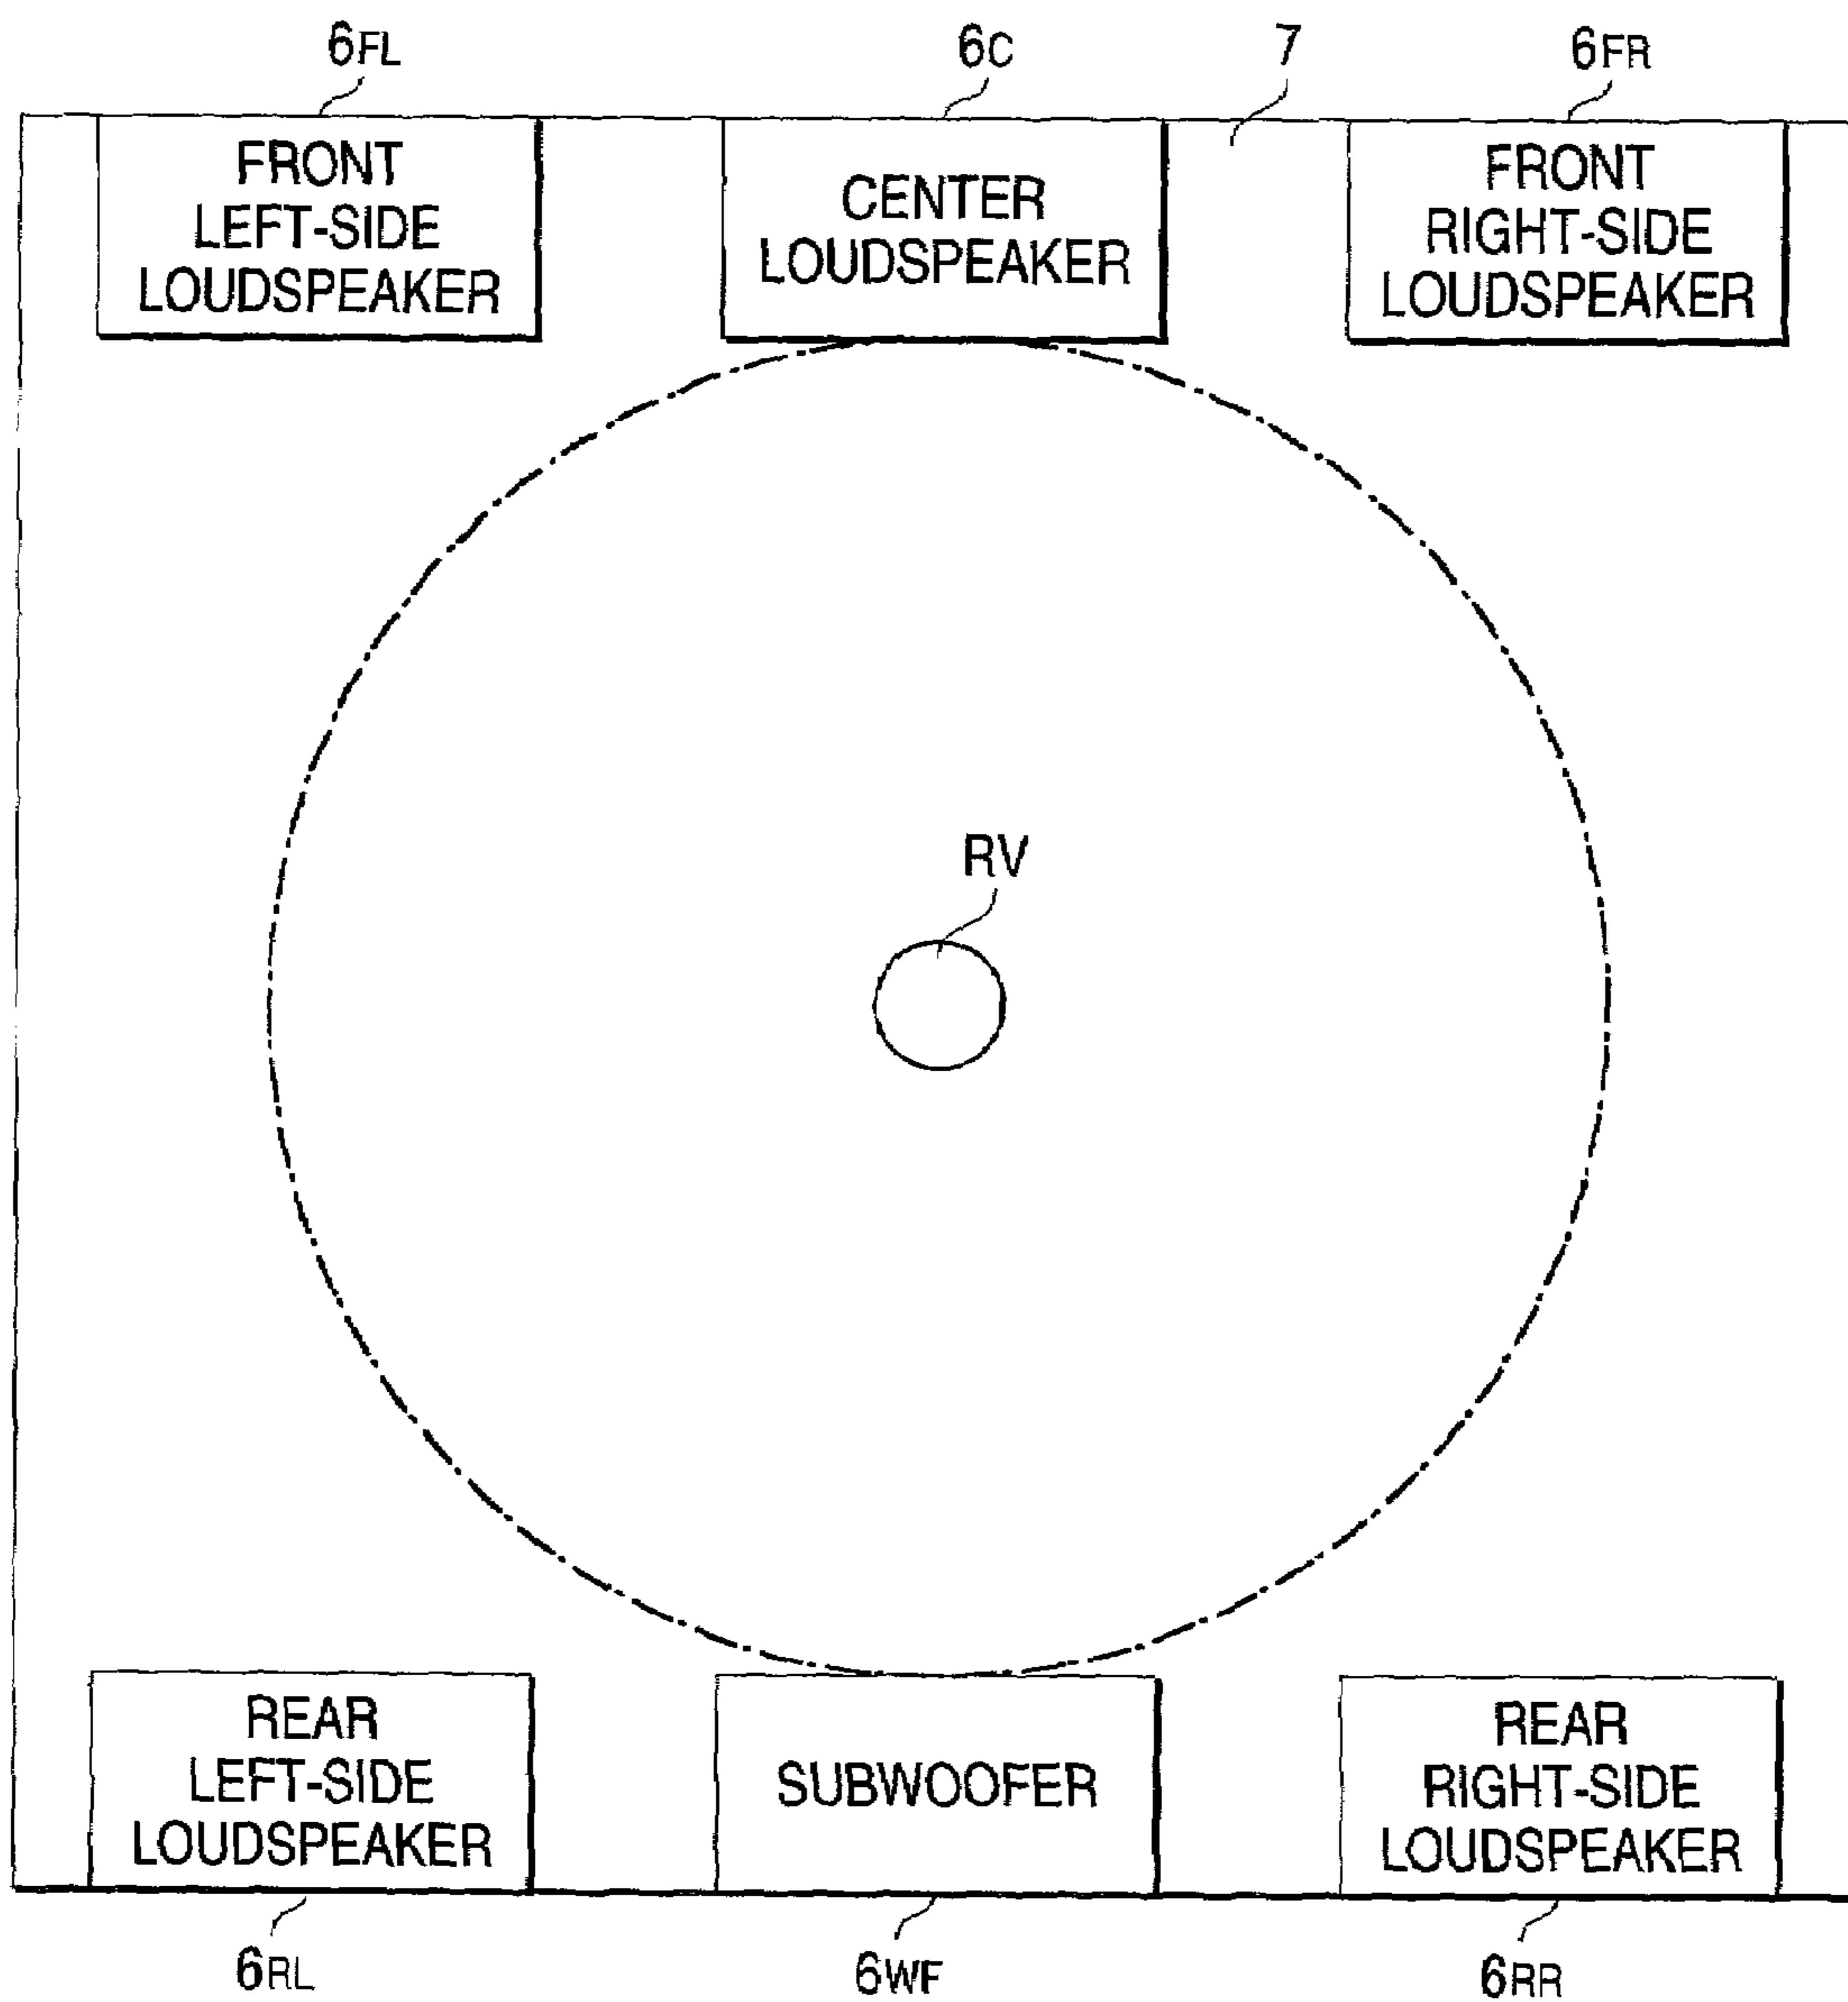 6FL
6C
7
6FR
FRONT
LEFT-SIDE
LOUDSPEAKER
CENTER
LOUDSPEAKER
FRONT
RIGHT-SIDE
LOUDSPEAKER
RV
REAR
LEFT-SIDE
LOUDSPEAKER
SUBWOOFER
REAR
RIGHT-SIDE
LOUDSPEAKER
6RL
6WF
6RR